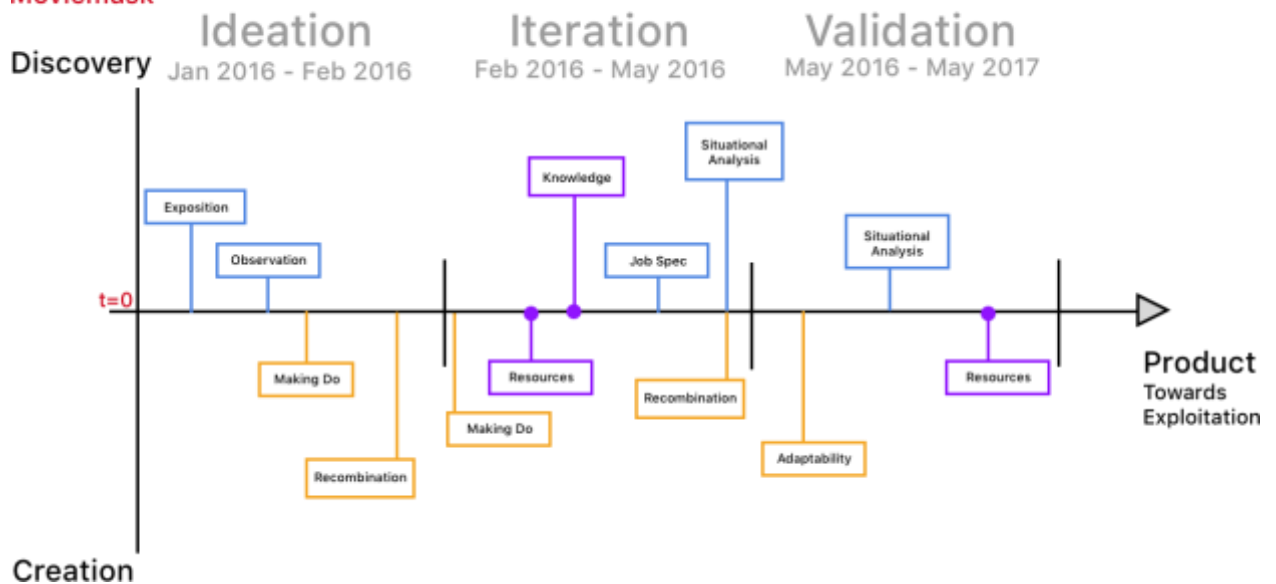 Moviemask
Ideation
Iteration
Validation
Discovery
Jan 2016 - Feb 2016
Feb 2016 - May 2016
May 2016 - May 2017
Situational
Analysis
Knowledge
Exposition
Situational
Analysis
Observation
Job Spec
t=0
Making Do
Resources
Resources
Recombination
Making Do
Adaptability
Recombination
Product
Towards
Exploitation
Creation